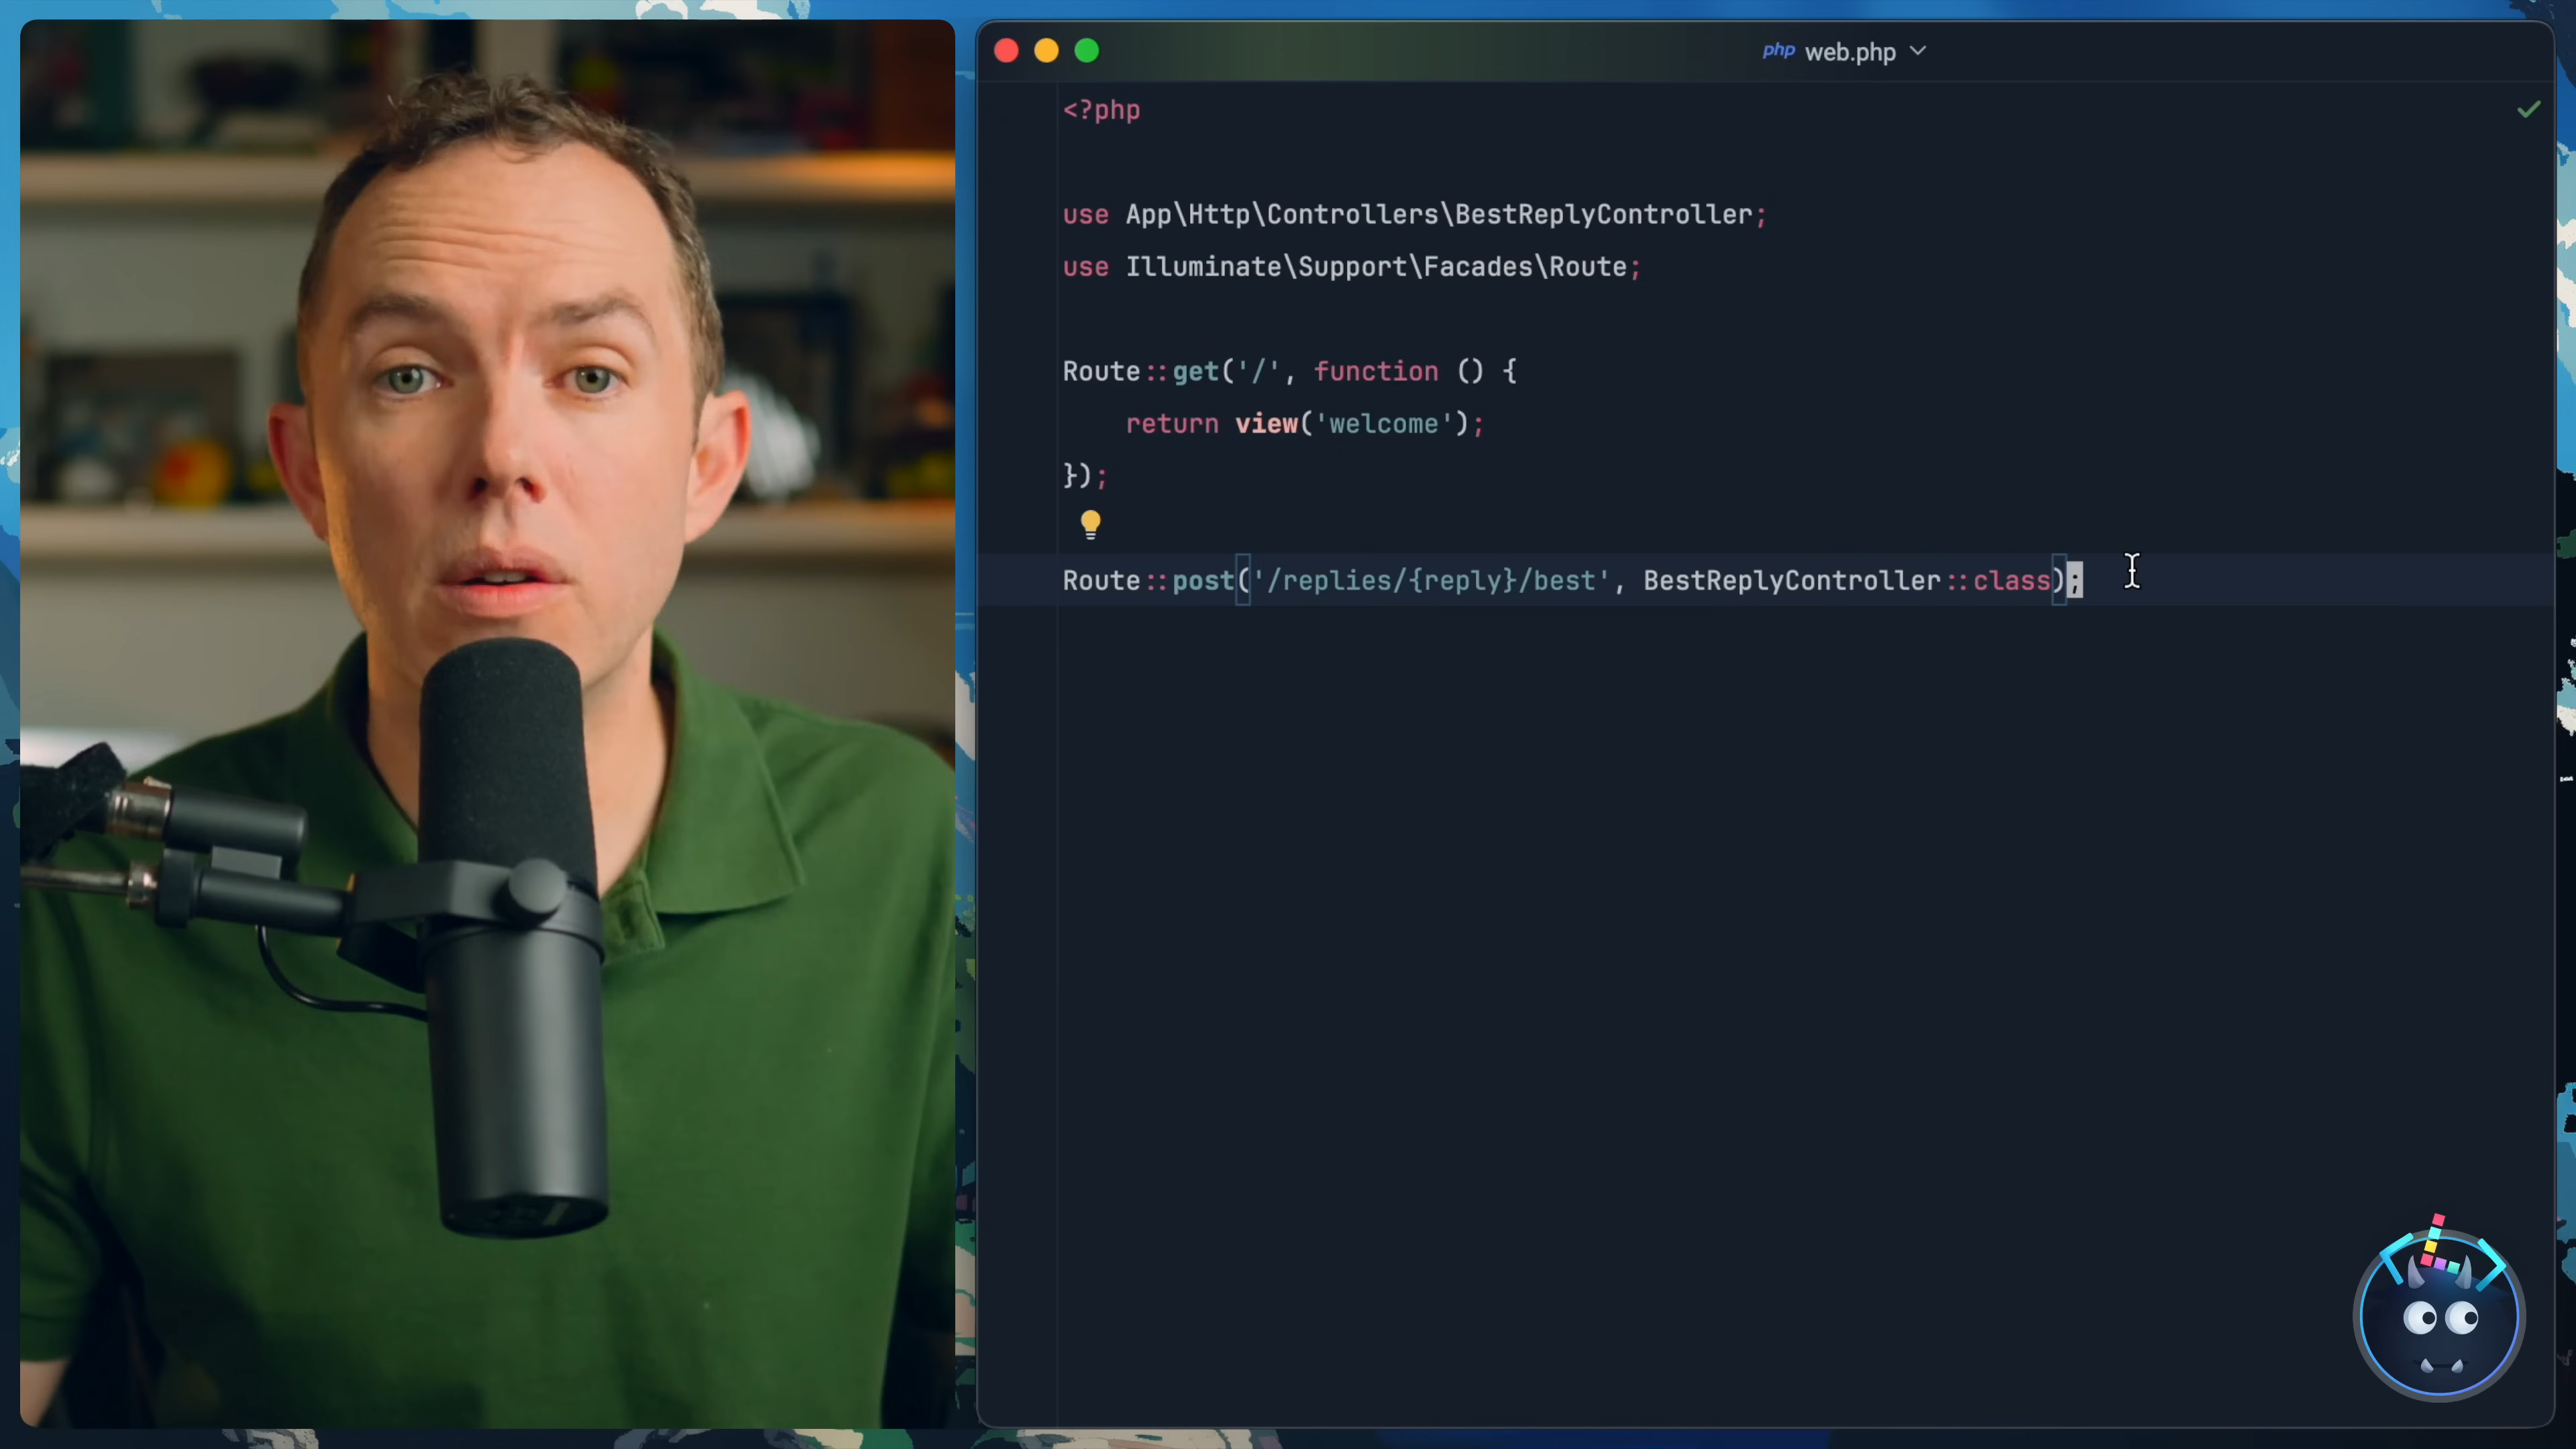 php web.php
<?php
use App\Http\Controllers\BestReplyController;
use Illuminate\Support\Facades\Route;
Route::get('/', function () {
    return view('welcome');
});
Route::post('/replies/{reply}/best', BestReplyController::class);